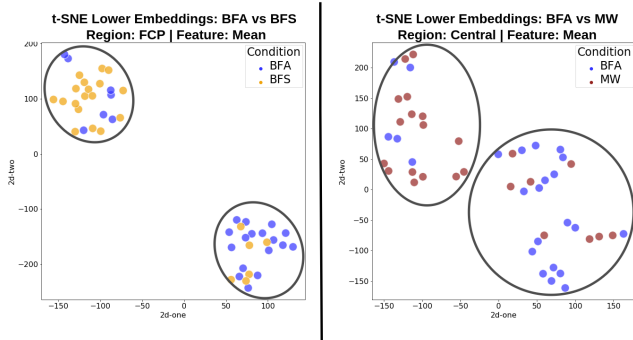 t-SNE Lower Embeddings: BFA vs BFS
Region: FCP | Feature: Mean
Condition
BFA
BFS
200
100
0
−100
−200
2d-two
−150
−100
−50
0
50
100
2d-one
t-SNE Lower Embeddings: BFA vs MW
Region: Central | Feature: Mean
Condition
BFA
MW
200
150
100
50
0
−50
−100
−150
2d-two
−150
−100
−50
0
50
100
150
2d-one